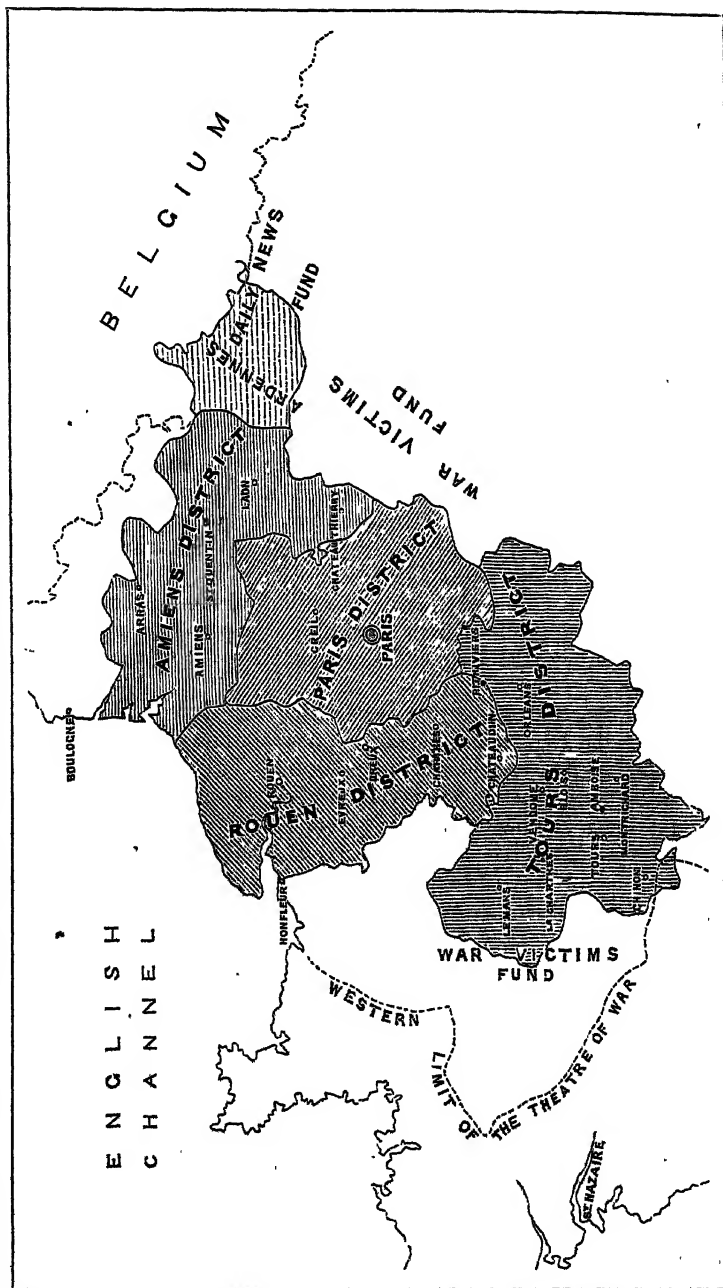 ENGLISH
CHANNEL
BELGIUM
BOULOGNE
ARRAS
AMIENS DISTRICT
AMIENS
ST QUENTIN
LAON
ARDENNES DAILY NEWS
FUND
WAR VICTIMS
FUND
CHATEAU THIERRY
CREIL
PARIS DISTRICT
PARIS
ROUEN DISTRICT
ROUEN
HONFLEUR
DREUX
CHARTRES
CHATEAUDUN
TOURS DISTRICT
ORLEANS
VENDOME
BLOIS
AMBOISE
TOURS
MONTRICHARD
CHINON
LE MANS
WAR VICTIMS
FUND
WESTERN
LIMIT OF THE THEATRE OF WAR
ST NAZAIRE